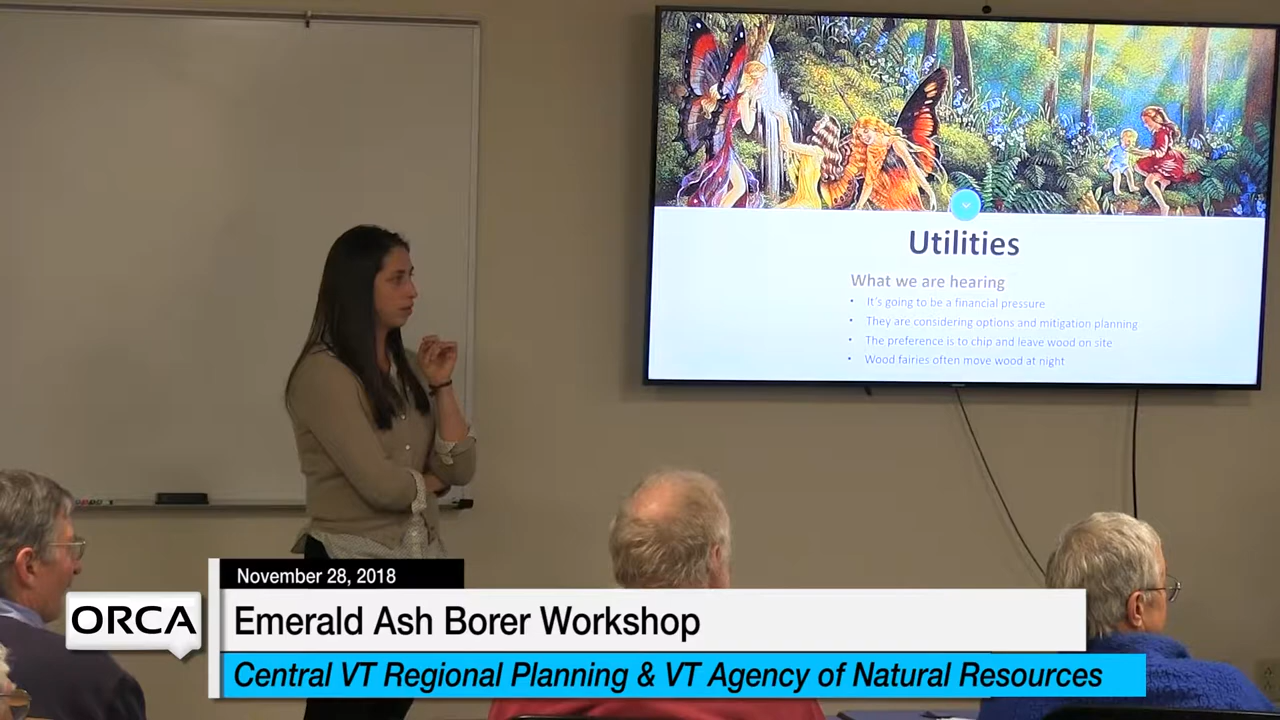 Utilities
What we are hearing
• It's going to be a financial pressure
• They are considering options and mitigation planning
• The preference is to chip and leave wood on site
• Wood fairies often move wood at night
November 28, 2018
ORCA
Emerald Ash Borer Workshop
Central VT Regional Planning & VT Agency of Natural Resources